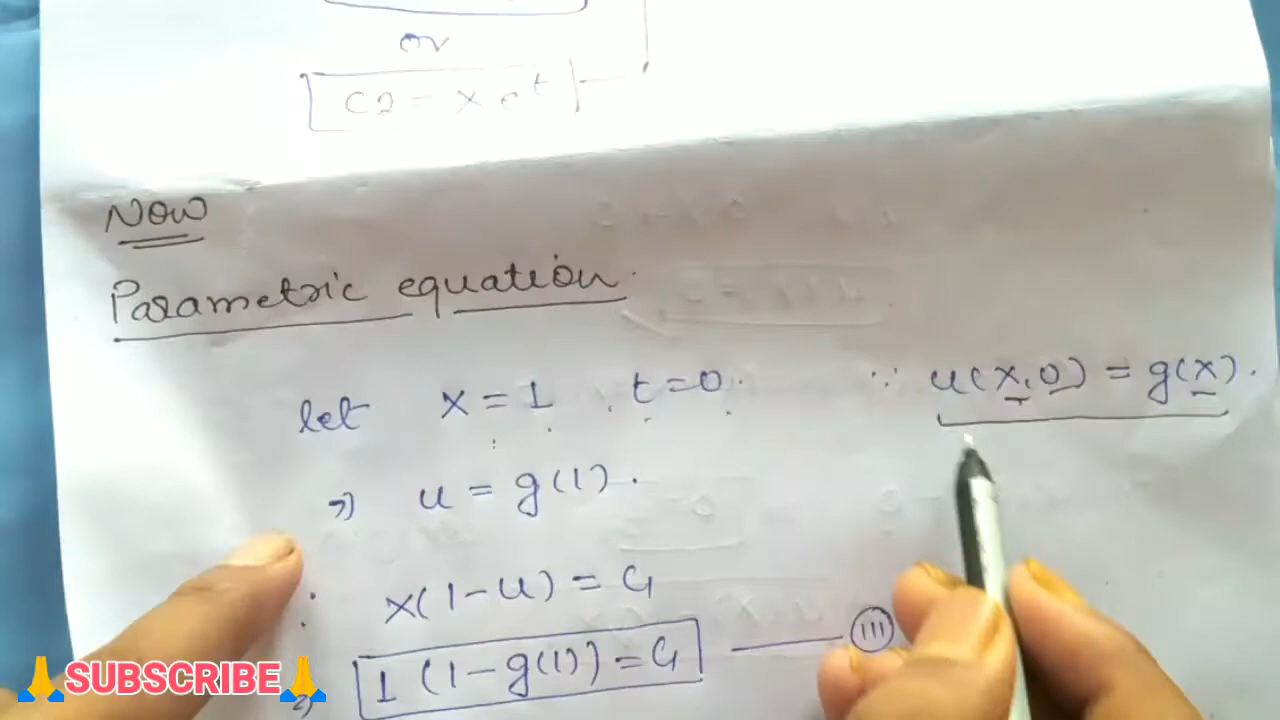 or
C2 - x e^t
Now
Parametric equation.
let x = 1 , t = 0. ∵ u(x,0) = g(x).
⇒ u = g(1).
∴ x(1-u) = C1
⇒ 1 (1-g(1)) = C1 (III)
🙏SUBSCRIBE🙏